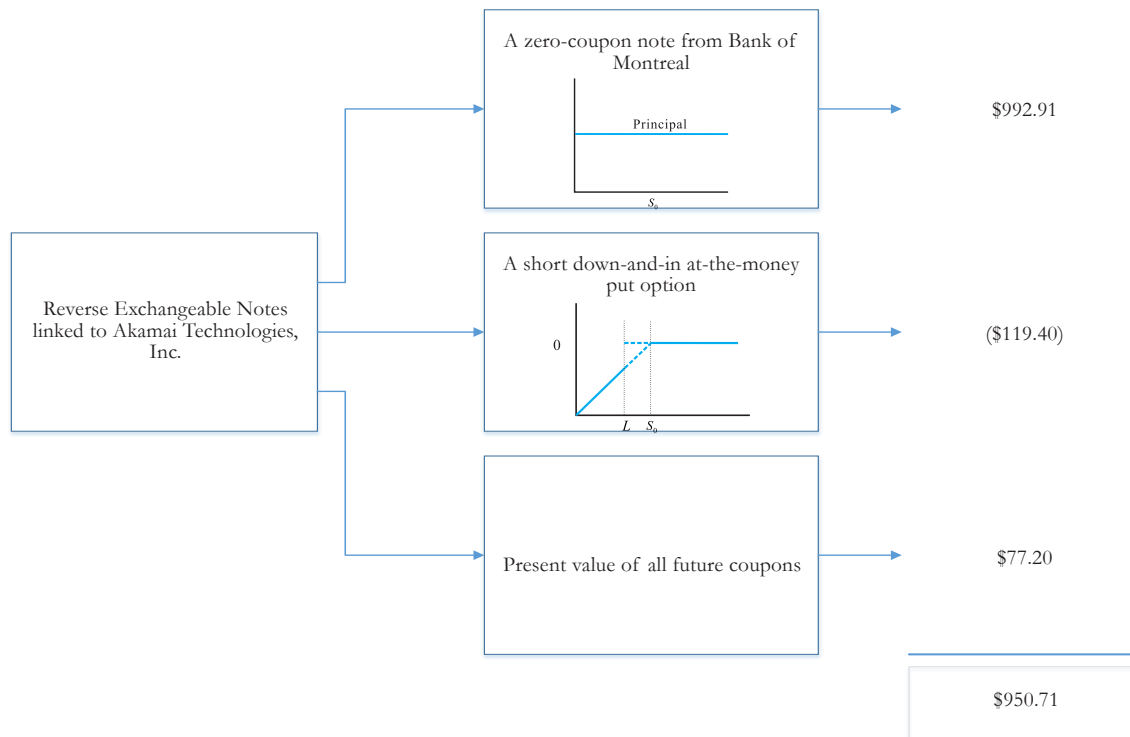 A zero-coupon note from Bank of
Montreal
Principal
S₀
$992.91
Reverse Exchangeable Notes
linked to Akamai Technologies,
Inc.
A short down-and-in at-the-money
put option
0
L
S₀
($119.40)
Present value of all future coupons
$77.20
$950.71